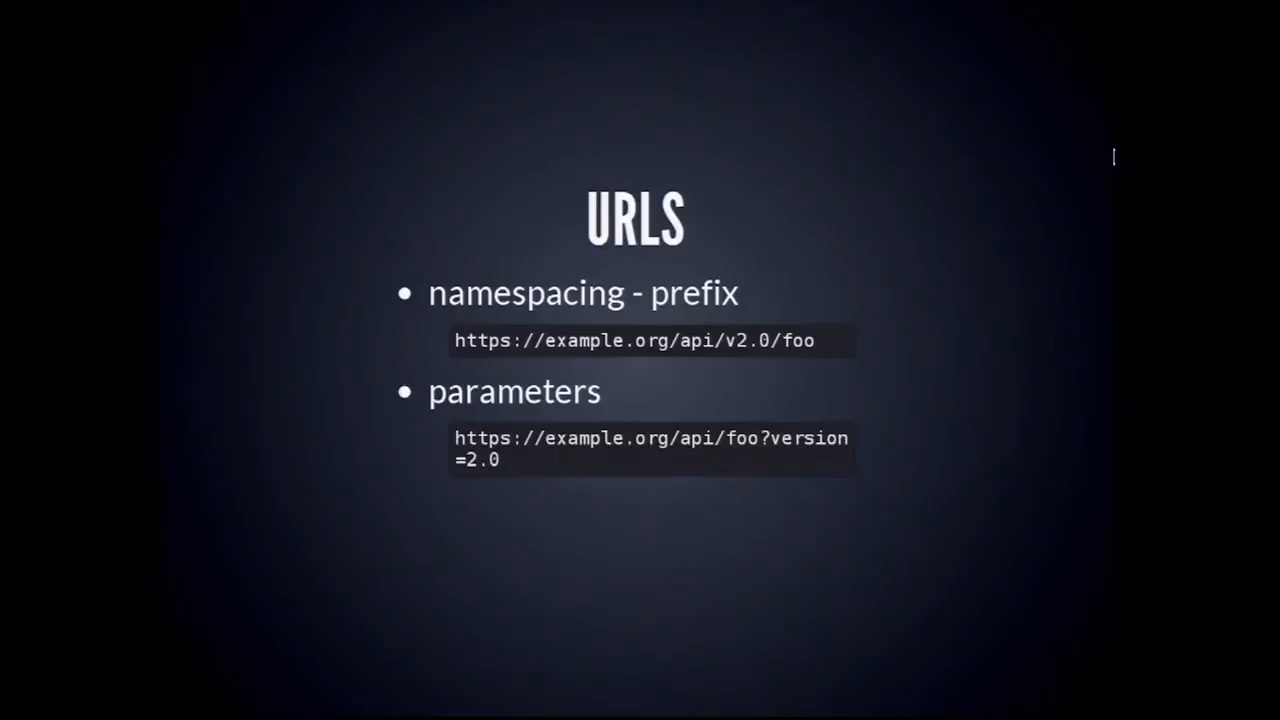 URLS
namespacing - prefix
https://example.org/api/v2.0/foo
parameters
https://example.org/api/foo?version
=2.0